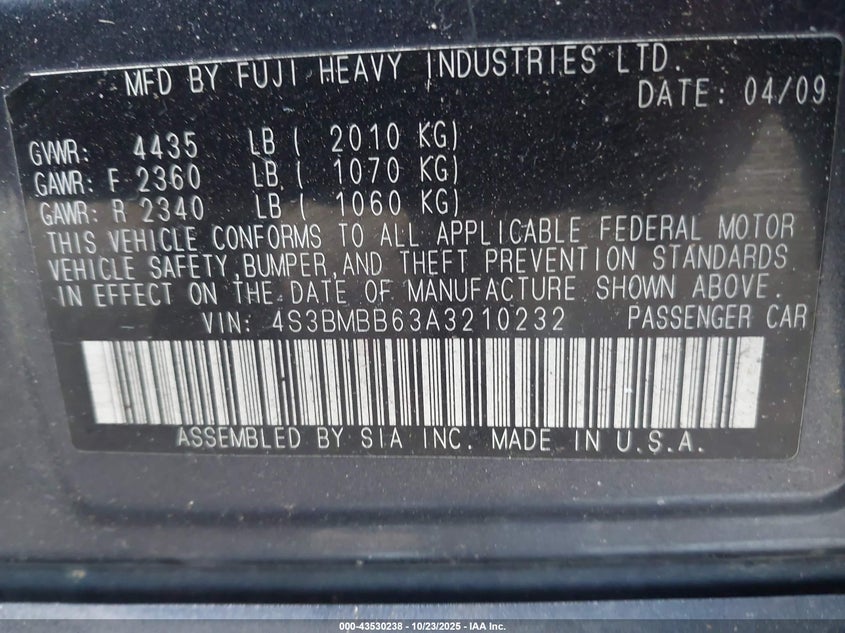 MFD BY FUJI HEAVY INDUSTRIES LTD.
DATE: 04/09
GVWR: 4435 LB ( 2010 KG)
GAWR: F 2360 LB ( 1070 KG)
GAWR: R 2340 LB ( 1060 KG)
THIS VEHICLE CONFORMS TO ALL APPLICABLE FEDERAL MOTOR
VEHICLE SAFETY, BUMPER, AND THEFT PREVENTION STANDARDS
IN EFFECT ON THE DATE OF MANUFACTURE SHOWN ABOVE.
VIN: 4S3BMBB63A3210232 PASSENGER CAR
ASSEMBLED BY SIA INC. MADE IN U.S.A.
000-43530238 - 10/23/2025 - IAA Inc.